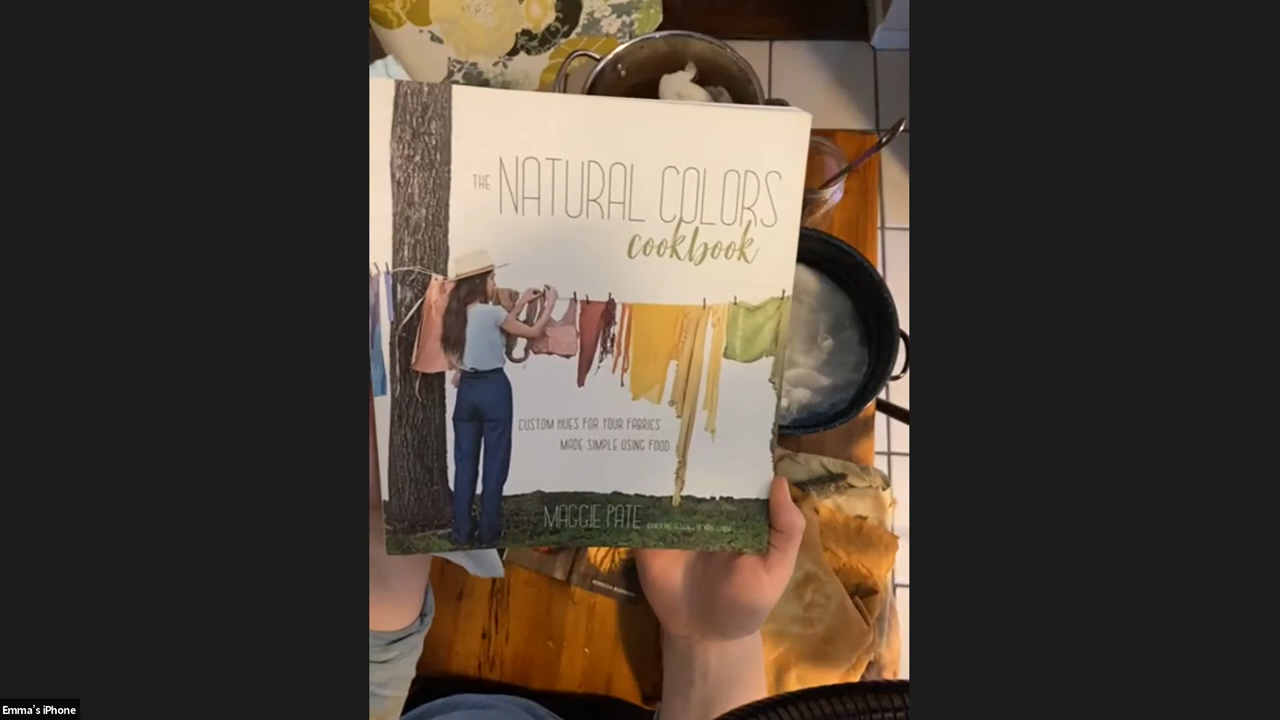 THE NATURAL COLORS
cookbook
CUSTOM HUES FOR YOUR FABRICS
MADE SIMPLE USING FOOD
MAGGIE PATE
Emma's iPhone